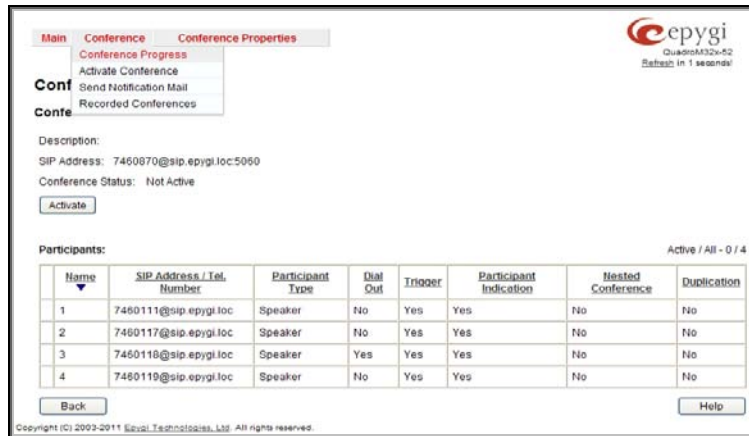 Main Conference Conference Properties
epygi
QuadroM32x-52
Refresh in 1 seconds!
Conference Progress
Activate Conference
Send Notification Mail
Recorded Conferences
Conf
Confe
Description:
SIP Address: 7460870@sip.epygi.loc:5060
Conference Status: Not Active
Activate
Participants: Active / All - 0 / 4
Name SIP Address / Tel. Number Participant Type Dial Out Trigger Participant Indication Nested Conference Duplication
1 7460111@sip.epygi.loc Speaker No Yes Yes No No
2 7460117@sip.epygi.loc Speaker No Yes Yes No No
3 7460118@sip.epygi.loc Speaker Yes Yes Yes No No
4 7460119@sip.epygi.loc Speaker No Yes Yes No No
Back Help
Copyright (C) 2003-2011 Epygi Technologies, Ltd. All rights reserved.